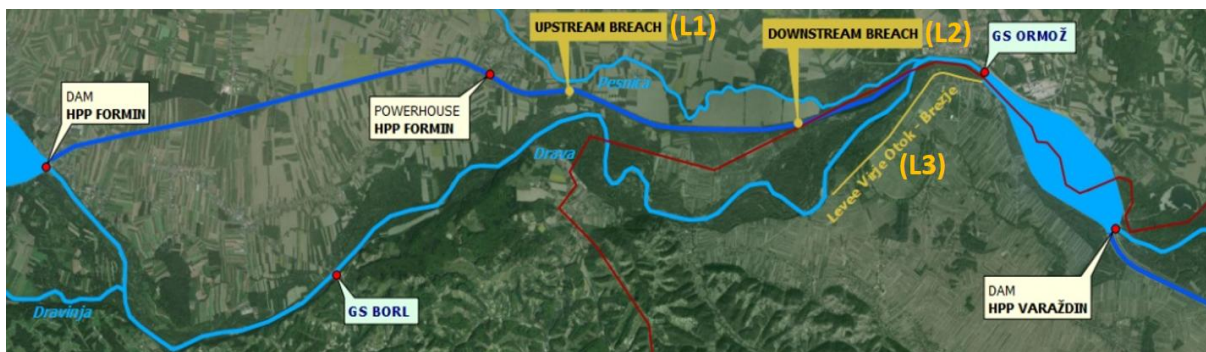 UPSTREAM BREACH (L1)
DOWNSTREAM BREACH (L2)
GS ORMOŽ
DAM
HPP FORMIN
POWERHOUSE
HPP FORMIN
Pesnica
Drava
Levee Virje Otok - Brezje
(L3)
GS BORL
Dravinja
DAM
HPP VARAŽDIN